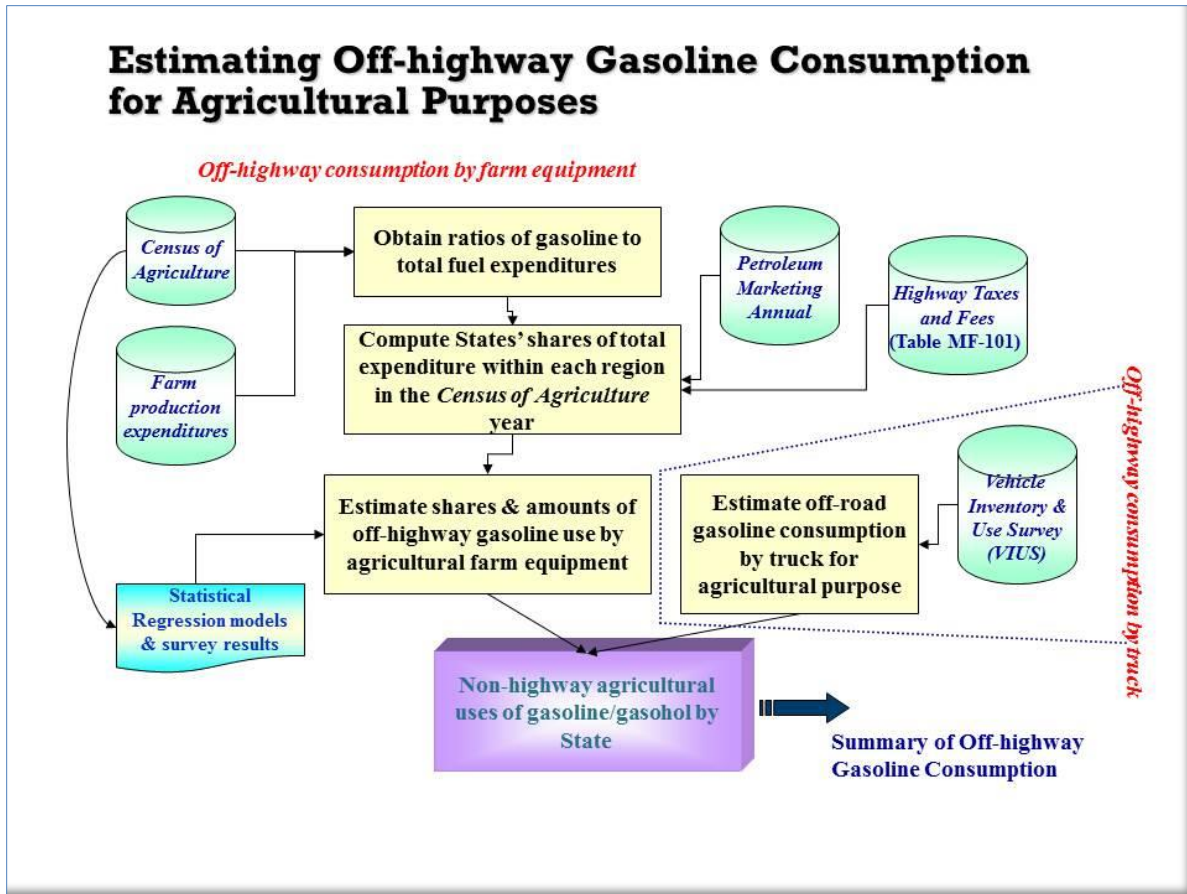 Estimating Off-highway Gasoline Consumption
for Agricultural Purposes
Off-highway consumption by farm equipment
Census of
Agriculture
Obtain ratios of gasoline to
total fuel expenditures
Petroleum
Marketing
Annual
Highway Taxes
and Fees
(Table MF-101)
Farm
production
expenditures
Compute States’ shares of total
expenditure within each region
in the Census of Agriculture
year
Off-highway consumption by truck
Estimate shares & amounts of
off-highway gasoline use by
agricultural farm equipment
Estimate off-road
gasoline consumption
by truck for
agricultural purpose
Vehicle
Inventory &
Use Survey
(VIUS)
Statistical
Regression models
& survey results
Non-highway agricultural
uses of gasoline/gasohol by
State
Summary of Off-highway
Gasoline Consumption